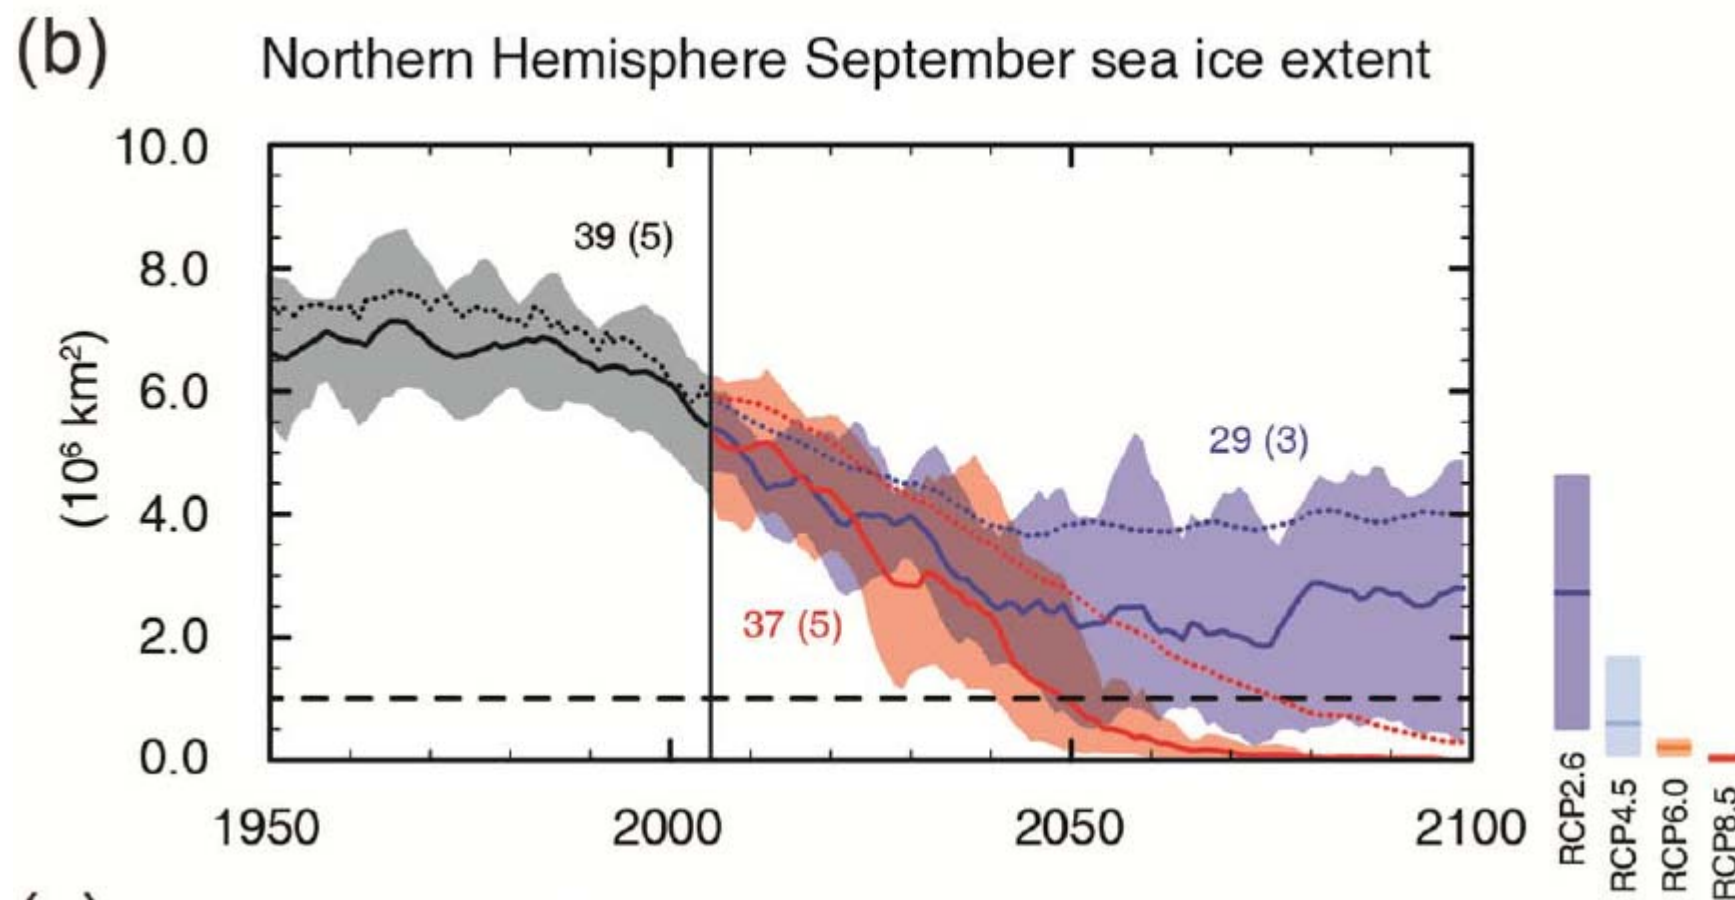 (b)
Northern Hemisphere September sea ice extent
10.0
8.0
6.0
4.0
2.0
0.0
(10⁶ km²)
39 (5)
29 (3)
37 (5)
1950
2000
2050
2100
RCP2.6
RCP4.5
RCP6.0
RCP8.5